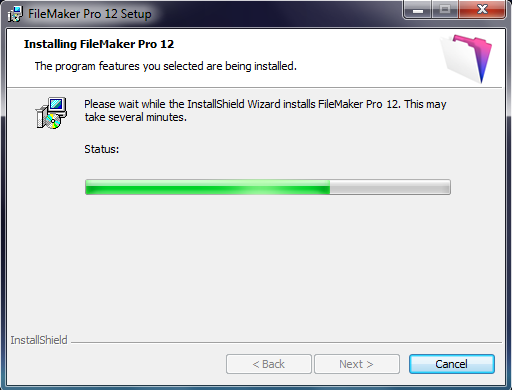 FileMaker Pro 12 Setup
Installing FileMaker Pro 12
The program features you selected are being installed.
Please wait while the InstallShield Wizard installs FileMaker Pro 12. This may
take several minutes.
Status:
InstallShield
< Back
Next >
Cancel